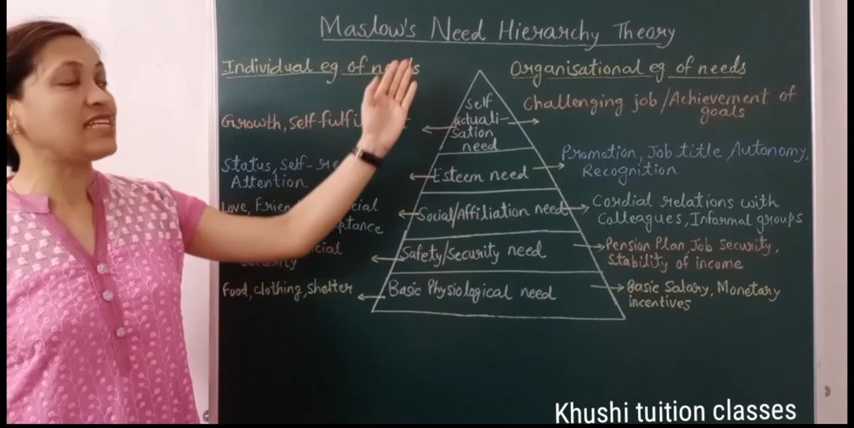 Maslow's Need Hierarchy Theory
Individual eg of needs
Organisational eg of needs
Self
actuali-
sation
need
Growth, Self-
Challenging job/Achievement of
goals
Esteem need
Status, Self-
Attention
Promotion, Job title, Autonomy,
Recognition
Social/Affiliation need
Love,
Cordial relations with
Colleagues, Informal groups
Safety/Security need
Pension Plan, Job security,
Stability of income
Basic Physiological need
Food, clothing, shelter
Basic Salary, Monetary
incentives
Khushi tuition classes